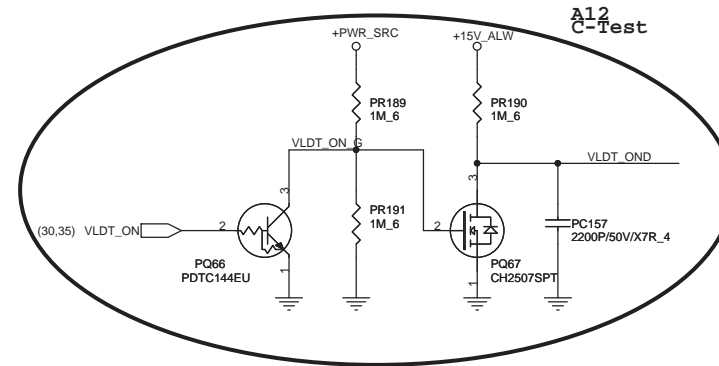 A12
C-Test
+PWR_SRC
+15V_ALW
PR189
1M_6
PR190
1M_6
VLDT_ON_G
VLDT_OND
3
3
PR191
1M_6
(30,35) VLDT_ON
2
2
PC157
2200P/50V/X7R_4
1
1
PQ66
PDTC144EU
PQ67
CH2507SPT